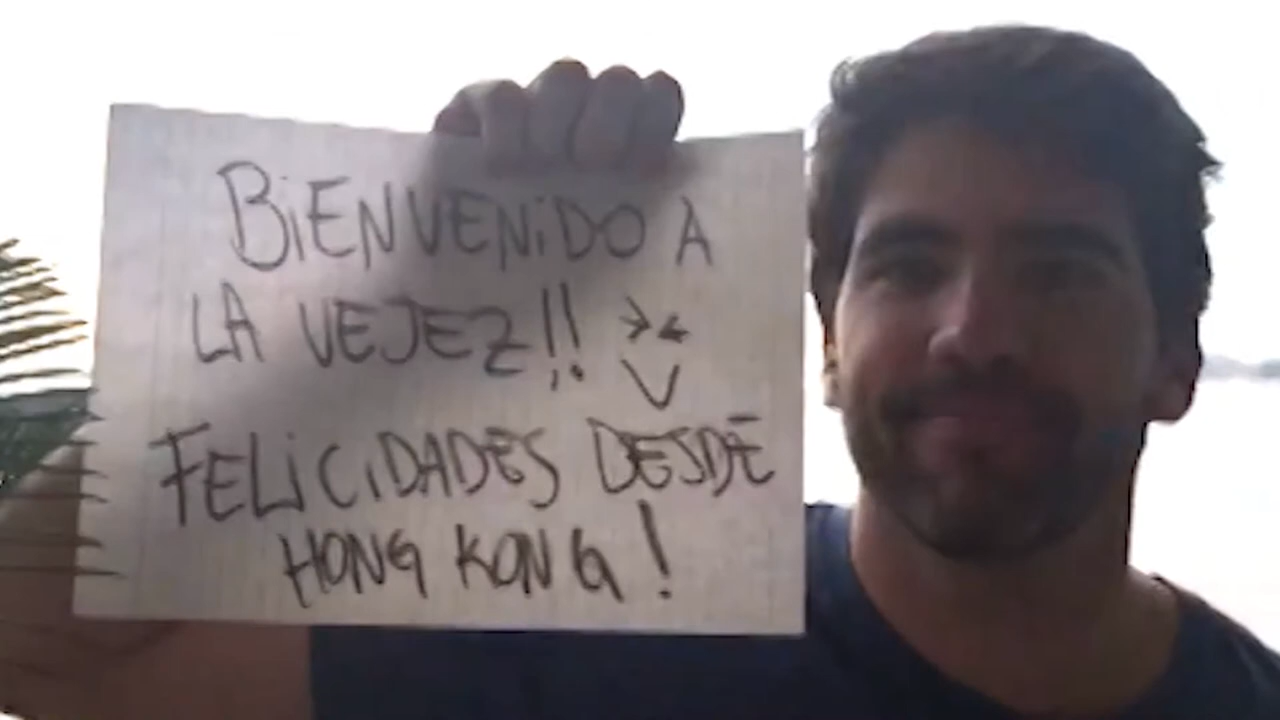 BiENVENiDO A
LA VEJEZ!!
FELiCiDADES DESDE
HONG KONG!